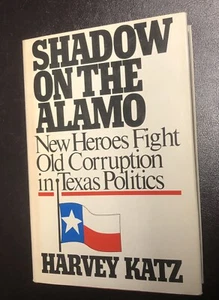 SHADOW
ON THE
ALAMO
New Heroes Fight
Old Corruption
in Texas Politics
HARVEY KATZ